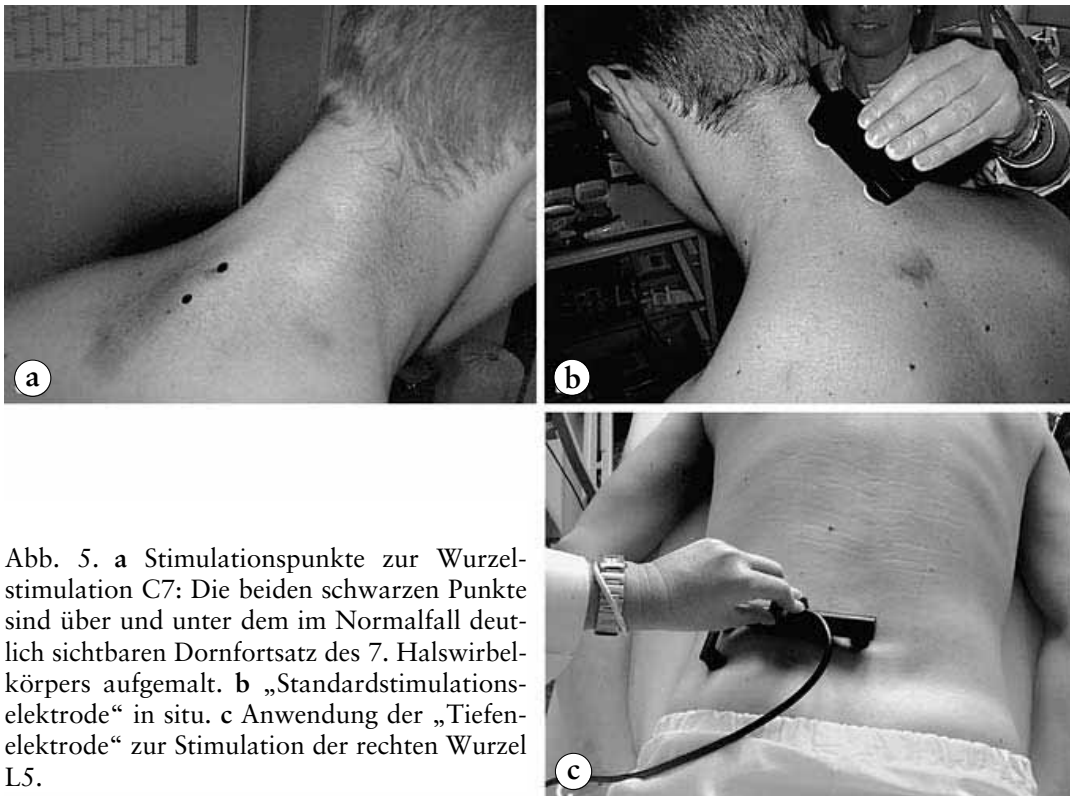 a
b
Abb. 5. a Stimulationspunkte zur Wurzel-
stimulation C7: Die beiden schwarzen Punkte
sind über und unter dem im Normalfall deut-
lich sichtbaren Dornfortsatz des 7. Halswirbel-
körpers aufgemalt. b „Standardstimulations-
elektrode“ in situ. c Anwendung der „Tiefen-
elektrode“ zur Stimulation der rechten Wurzel
L5.
c